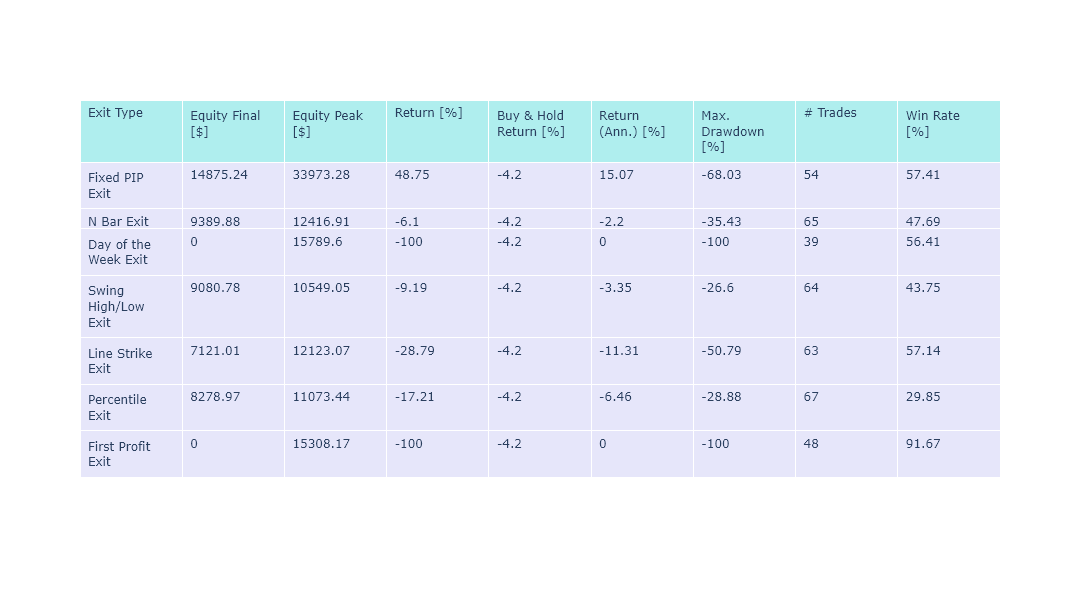 Exit Type Equity Final [$] Equity Peak [$] Return [%] Buy & Hold Return [%] Return (Ann.) [%] Max. Drawdown [%] # Trades Win Rate [%]
Fixed PIP Exit 14875.24 33973.28 48.75 -4.2 15.07 -68.03 54 57.41
N Bar Exit 9389.88 12416.91 -6.1 -4.2 -2.2 -35.43 65 47.69
Day of the Week Exit 0 15789.6 -100 -4.2 0 -100 39 56.41
Swing High/Low Exit 9080.78 10549.05 -9.19 -4.2 -3.35 -26.6 64 43.75
Line Strike Exit 7121.01 12123.07 -28.79 -4.2 -11.31 -50.79 63 57.14
Percentile Exit 8278.97 11073.44 -17.21 -4.2 -6.46 -28.88 67 29.85
First Profit Exit 0 15308.17 -100 -4.2 0 -100 48 91.67